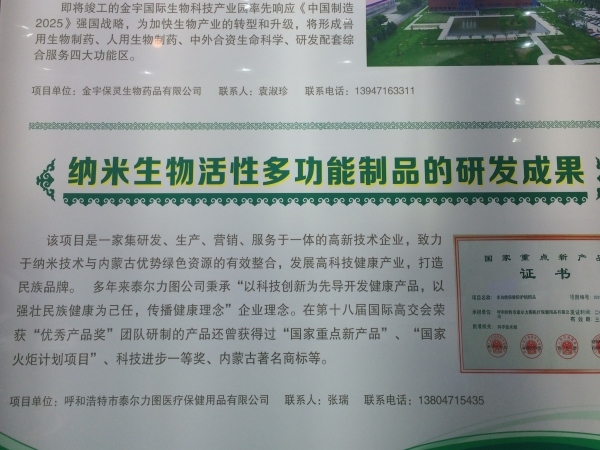 即将竣工的金宇国际生物科技产业园率先响应《中国制造
2025》强国战略，为加快生物产业的转型和升级，将形成兽
用生物制药、人用生物制药、中外合资生命科学、研发配套综
合服务四大功能区。
项目单位：金宇保灵生物药品有限公司 联系人：袁淑珍 联系电话：13947163311
纳米生物活性多功能制品的研发成果
该项目是一家集研发、生产、营销、服务于一体的高新技术企业，致力
于纳米技术与内蒙古优势绿色资源的有效整合，发展高科技健康产业，打造
民族品牌。 多年来泰尔力图公司秉承“以科技创新为先导开发健康产品，以
强壮民族健康为己任，传播健康理念”企业理念。在第十八届国际高交会荣
获“优秀产品奖”团队研制的产品还曾获得过“国家重点新产品”、“国家
火炬计划项目”、科技进步一等奖、内蒙古著名商标等。
国家重点新产品
证书
项目单位：呼和浩特市泰尔力图医疗保健用品有限公司 联系人：张瑞 联系电话：13804715435